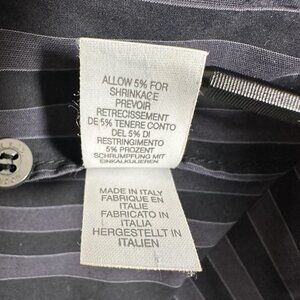 ALLOW 5% FOR
SHRINKAGE
PREVOIR
RETRECISSEMENT
DE 5% TENERE CONTO
DEL 5% DI
RESTRINGIMENTO
5% PROZENT
SCHRUMPFUNG MIT
EINKALKULIEREN
MADE IN ITALY
FABRIQUE EN
ITALIE
FABRICATO IN
ITALIA
HERGESTELLT IN
ITALIEN